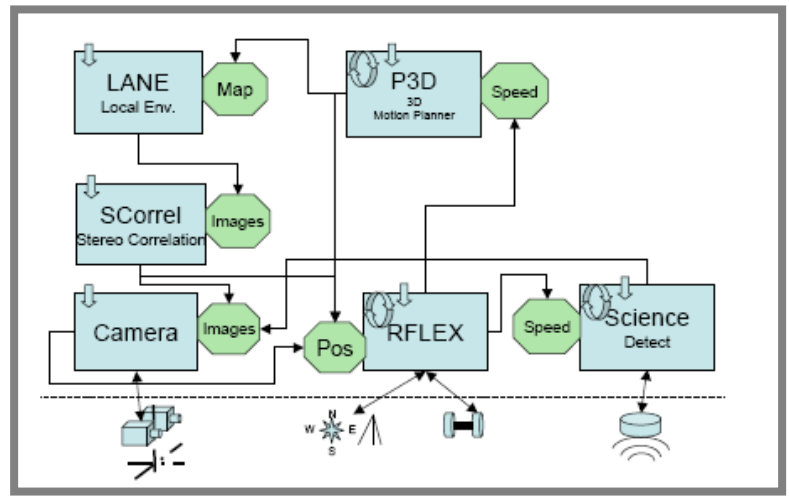 LANE
Local Env.
Map
P3D
3D
Motion Planner
Speed
SCorrel
Stereo Correlation
Images
Camera
Images
Pos
RFLEX
Speed
Science
Detect
N
W E
S